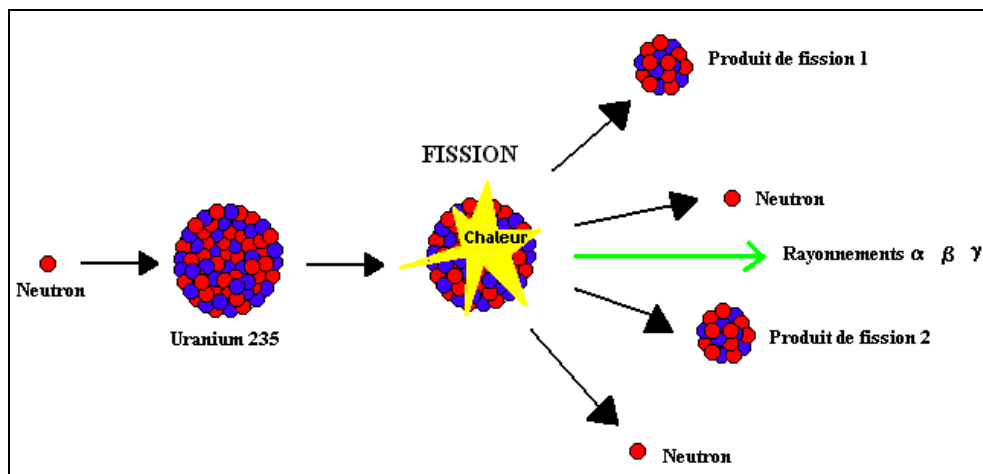 Produit de fission 1
FISSION
Neutron
Chaleur
Rayonnements α β γ
Neutron
Uranium 235
Produit de fission 2
Neutron